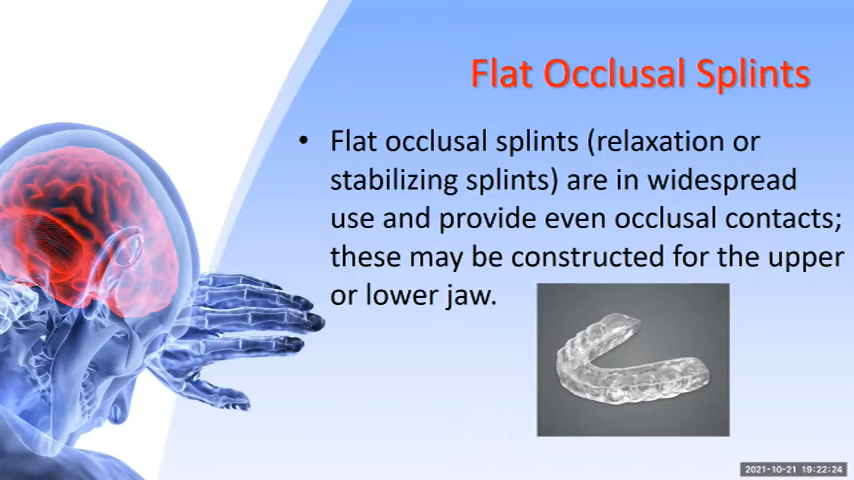 Flat Occlusal Splints
• Flat occlusal splints (relaxation or
stabilizing splints) are in widespread
use and provide even occlusal contacts;
these may be constructed for the upper
or lower jaw.
2021-10-21 19:22:24